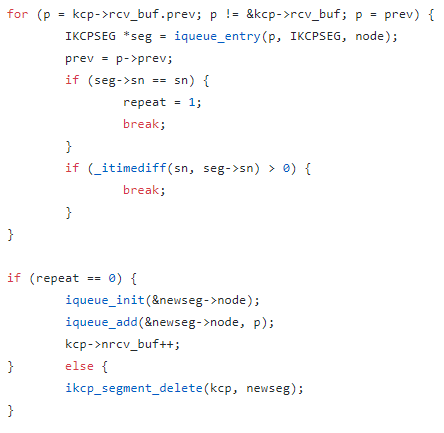 for (p = kcp->rcv_buf.prev; p != &kcp->rcv_buf; p = prev) {
        IKCPSEG *seg = iqueue_entry(p, IKCPSEG, node);
        prev = p->prev;
        if (seg->sn == sn) {
                repeat = 1;
                break;
        }
        if (_itimediff(sn, seg->sn) > 0) {
                break;
        }
}

if (repeat == 0) {
        iqueue_init(&newseg->node);
        iqueue_add(&newseg->node, p);
        kcp->nrcv_buf++;
}       else {
        ikcp_segment_delete(kcp, newseg);
}